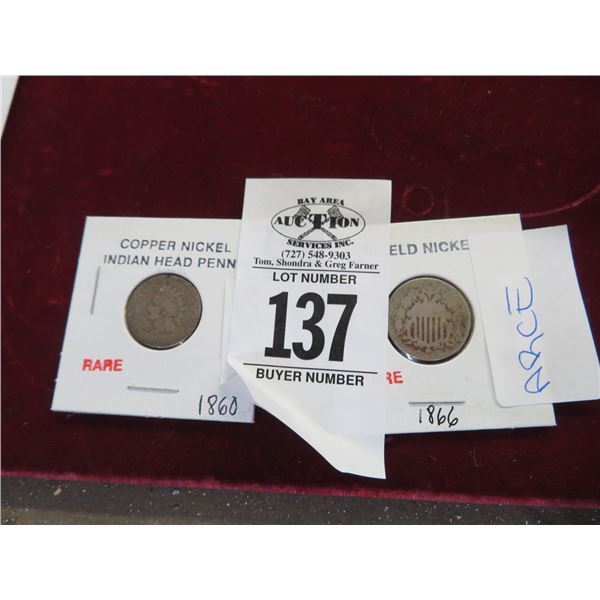 COPPER NICKEL
INDIAN HEAD PENN
RARE
1860
BAY AREA
AUCTION
SERVICES INC.
(727) 548-9303
Tom, Shondra & Greg Farner
LOT NUMBER
137
BUYER NUMBER
ELD NICKE
RE
1866